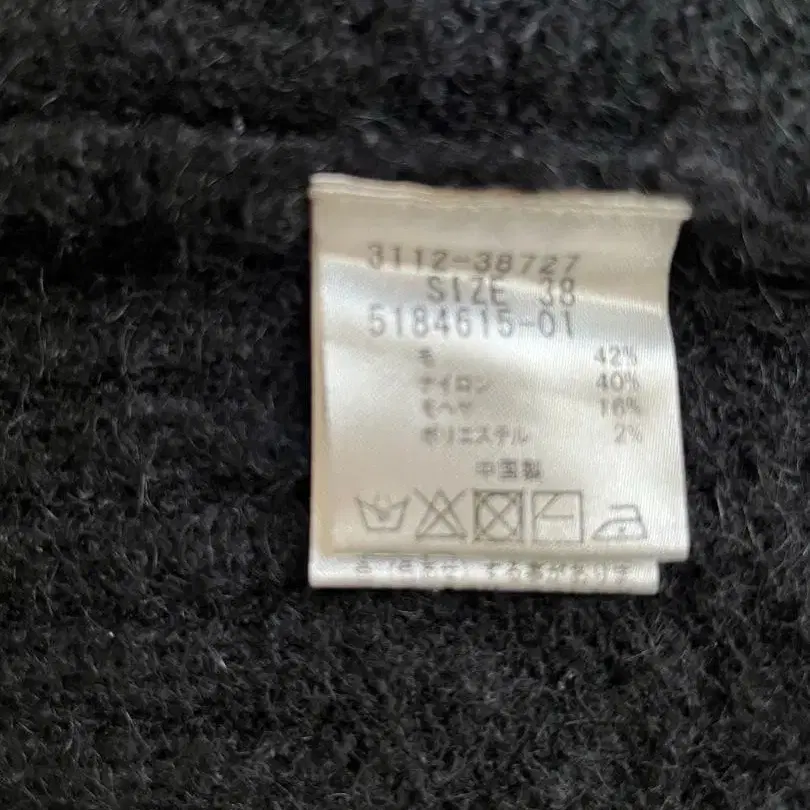 3112-38727
SIZE 38
5184615-01
毛 42%
ナイロン 40%
モヘヤ 16%
ポリエステル 2%
中国製